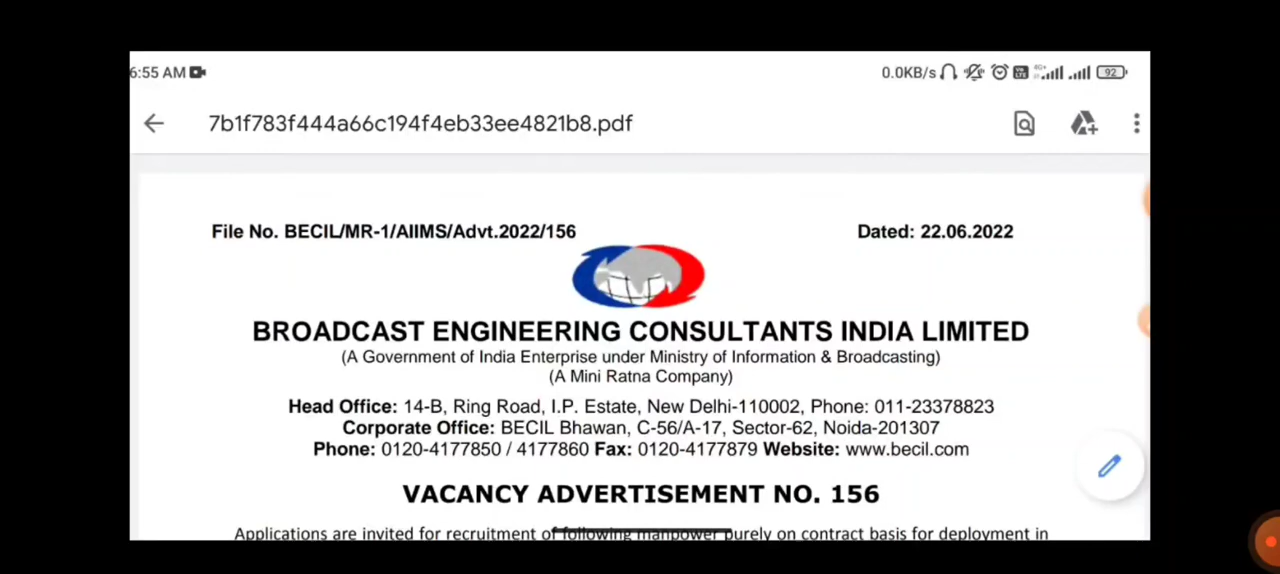 6:55 AM
0.0KB/s 4G+ 92
7b1f783f444a66c194f4eb33ee4821b8.pdf
File No. BECIL/MR-1/AIIMS/Advt.2022/156 Dated: 22.06.2022
BROADCAST ENGINEERING CONSULTANTS INDIA LIMITED
(A Government of India Enterprise under Ministry of Information & Broadcasting)
(A Mini Ratna Company)
Head Office: 14-B, Ring Road, I.P. Estate, New Delhi-110002, Phone: 011-23378823
Corporate Office: BECIL Bhawan, C-56/A-17, Sector-62, Noida-201307
Phone: 0120-4177850 / 4177860 Fax: 0120-4177879 Website: www.becil.com
VACANCY ADVERTISEMENT NO. 156
Applications are invited for recruitment of following manpower purely on contract basis for deployment in